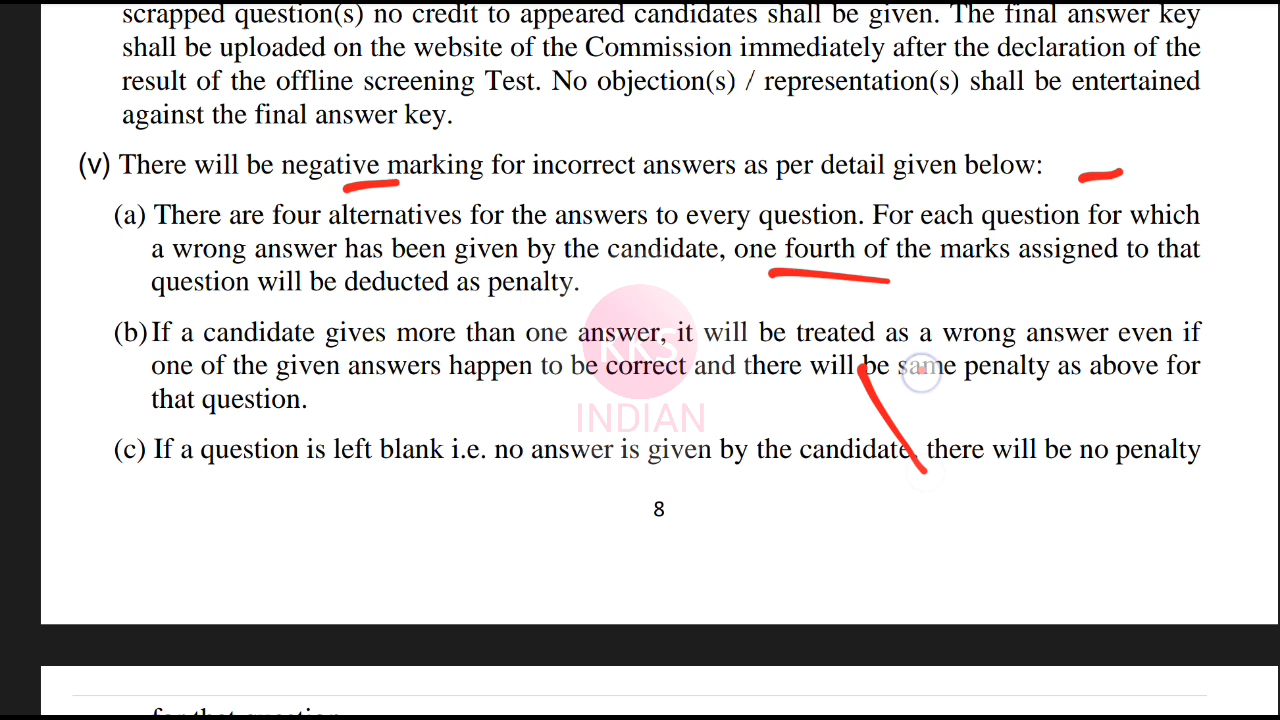 scrapped question(s) no credit to appeared candidates shall be given. The final answer key
shall be uploaded on the website of the Commission immediately after the declaration of the
result of the offline screening Test. No objection(s) / representation(s) shall be entertained
against the final answer key.
(v) There will be negative marking for incorrect answers as per detail given below:
(a) There are four alternatives for the answers to every question. For each question for which
a wrong answer has been given by the candidate, one fourth of the marks assigned to that
question will be deducted as penalty.
(b) If a candidate gives more than one answer, it will be treated as a wrong answer even if
one of the given answers happen to be correct and there will be same penalty as above for
that question.
KKS
INDIAN
(c) If a question is left blank i.e. no answer is given by the candidate, there will be no penalty
8
for that question